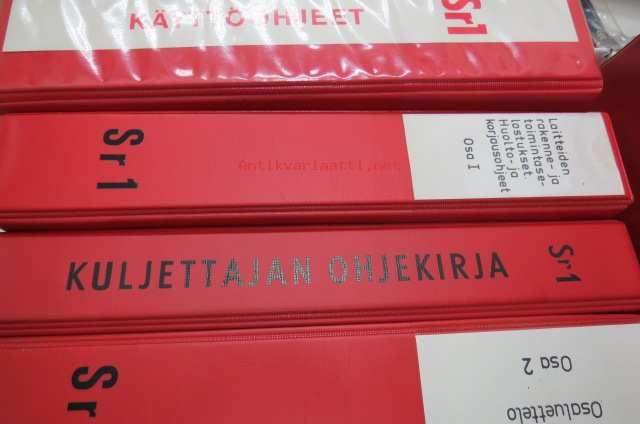 KÄYTTÖOHJEET
Sr1
Sr1
Antikvariaatti.net
Laitteiden
rakenne- ja
toimintase-
lostukset.
Huolto- ja
korjausohjeet
Osa I
KULJETTAJAN OHJEKIRJA
Sr1
Sr1
Osaluettelo
Osa 2